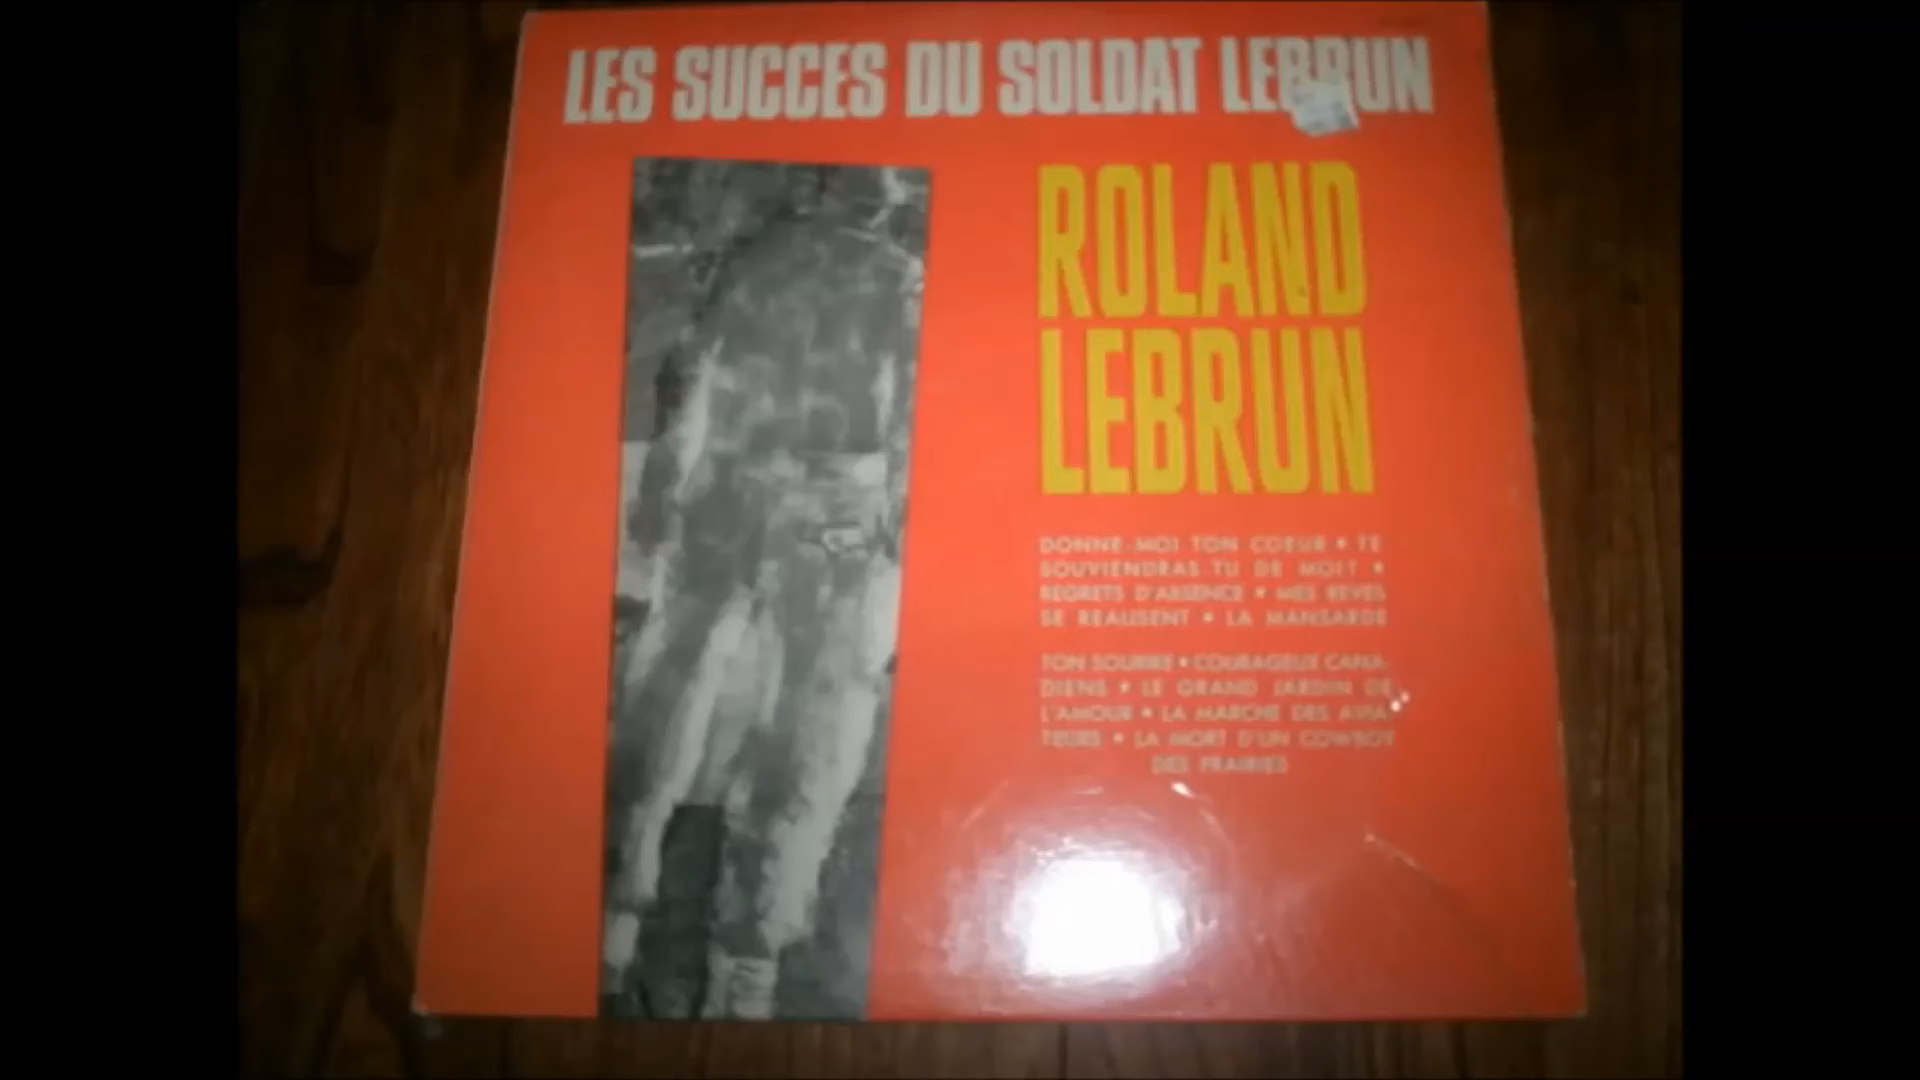 LES SUCCES DU SOLDAT LEBRUN
ROLAND
LEBRUN
DONNE-MOI TON COEUR • TE
SOUVIENDRAS-TU DE MOI? •
REGRETS D'ABSENCE • MES REVES
SE REALISENT • LA MANSARDE
TON SOURIRE • COURAGEUX CANA-
DIENS • LE GRAND JARDIN DE
L'AMOUR • LA MARCHE DES AVIA-
TEURS • LA MORT D'UN COWBOY
DES PRAIRIES